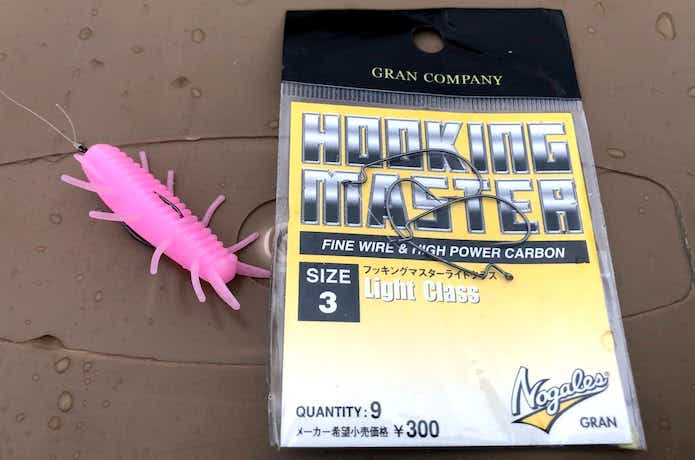 GRAN COMPANY
HOOKING
MASTER
FINE WIRE & HIGH POWER CARBON
SIZE
3
フッキングマスターライトクラス
Light Class
Nogales
GRAN
QUANTITY:9
メーカー希望小売価格 ¥300